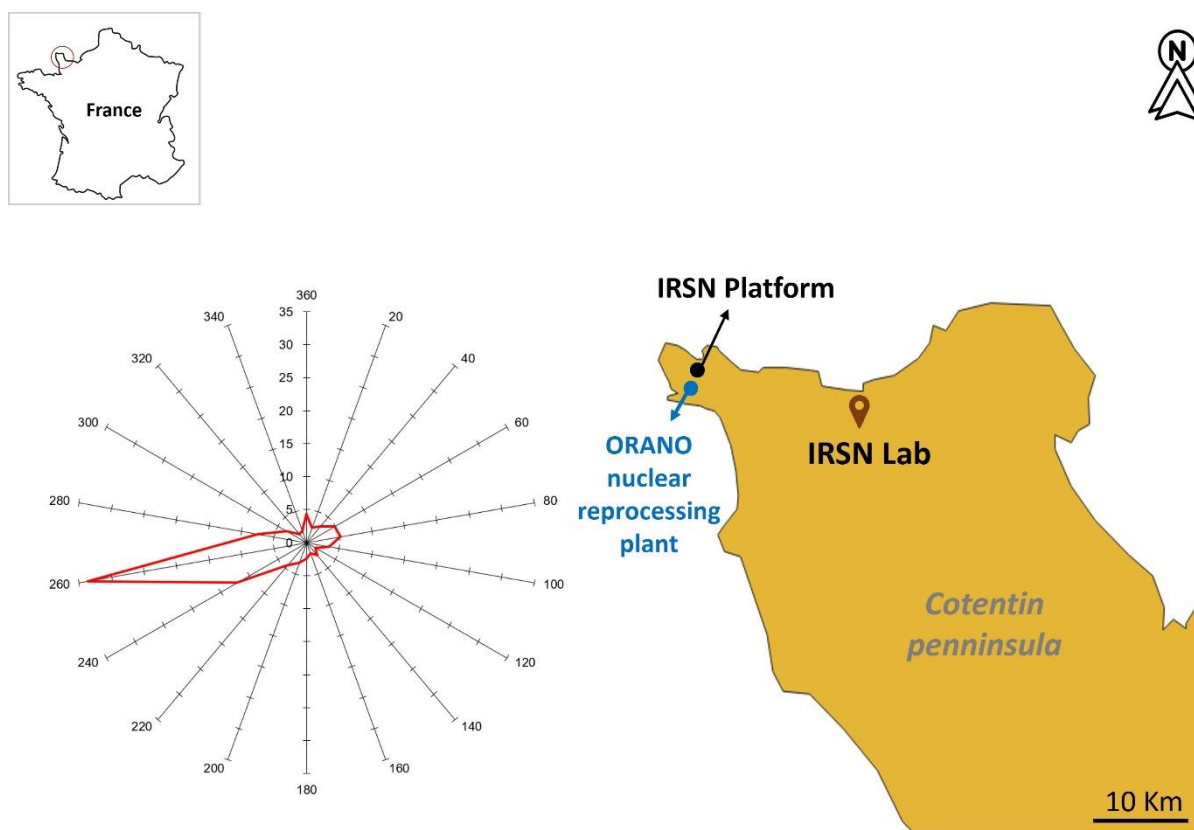 France
N
360
35
30
25
20
15
10
5
0
20
40
60
80
100
120
140
160
180
200
220
240
260
280
300
320
340
IRSN Platform
ORANO
nuclear
reprocessing
plant
IRSN Lab
Cotentin
penninsula
10 Km